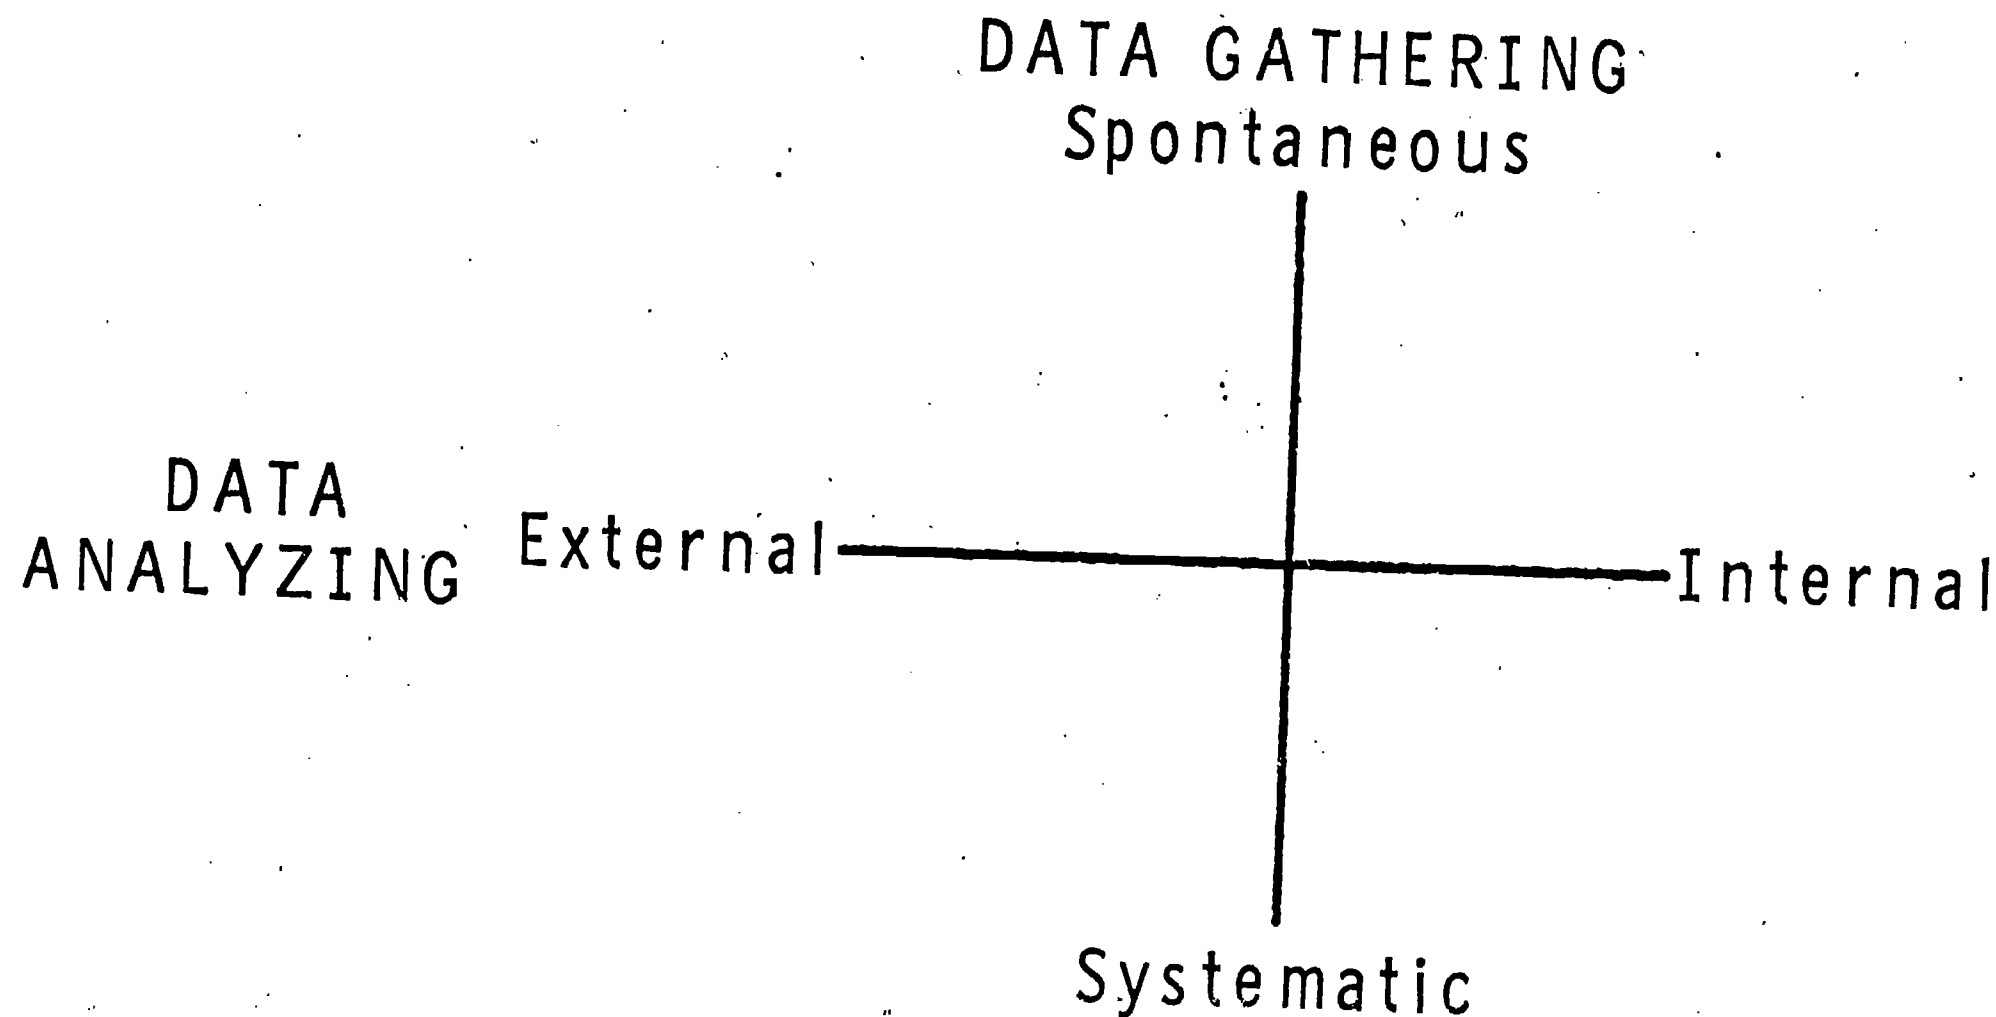 DATA GATHERING
Spontaneous
DATA
ANALYZING
External
Internal
Systematic